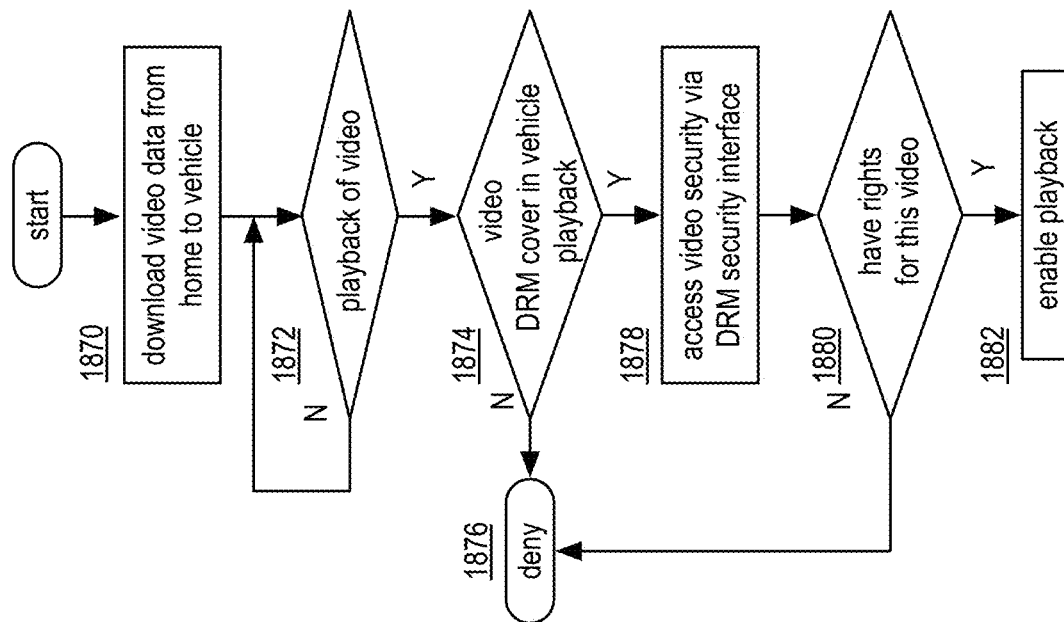 start
1870
download video data from
home to vehicle
1872
playback of video
N
Y
1874
video
DRM cover in vehicle
playback
N
Y
1876
deny
1878
access video security via
DRM security interface
1880
have rights
for this video
N
Y
1882
enable playback